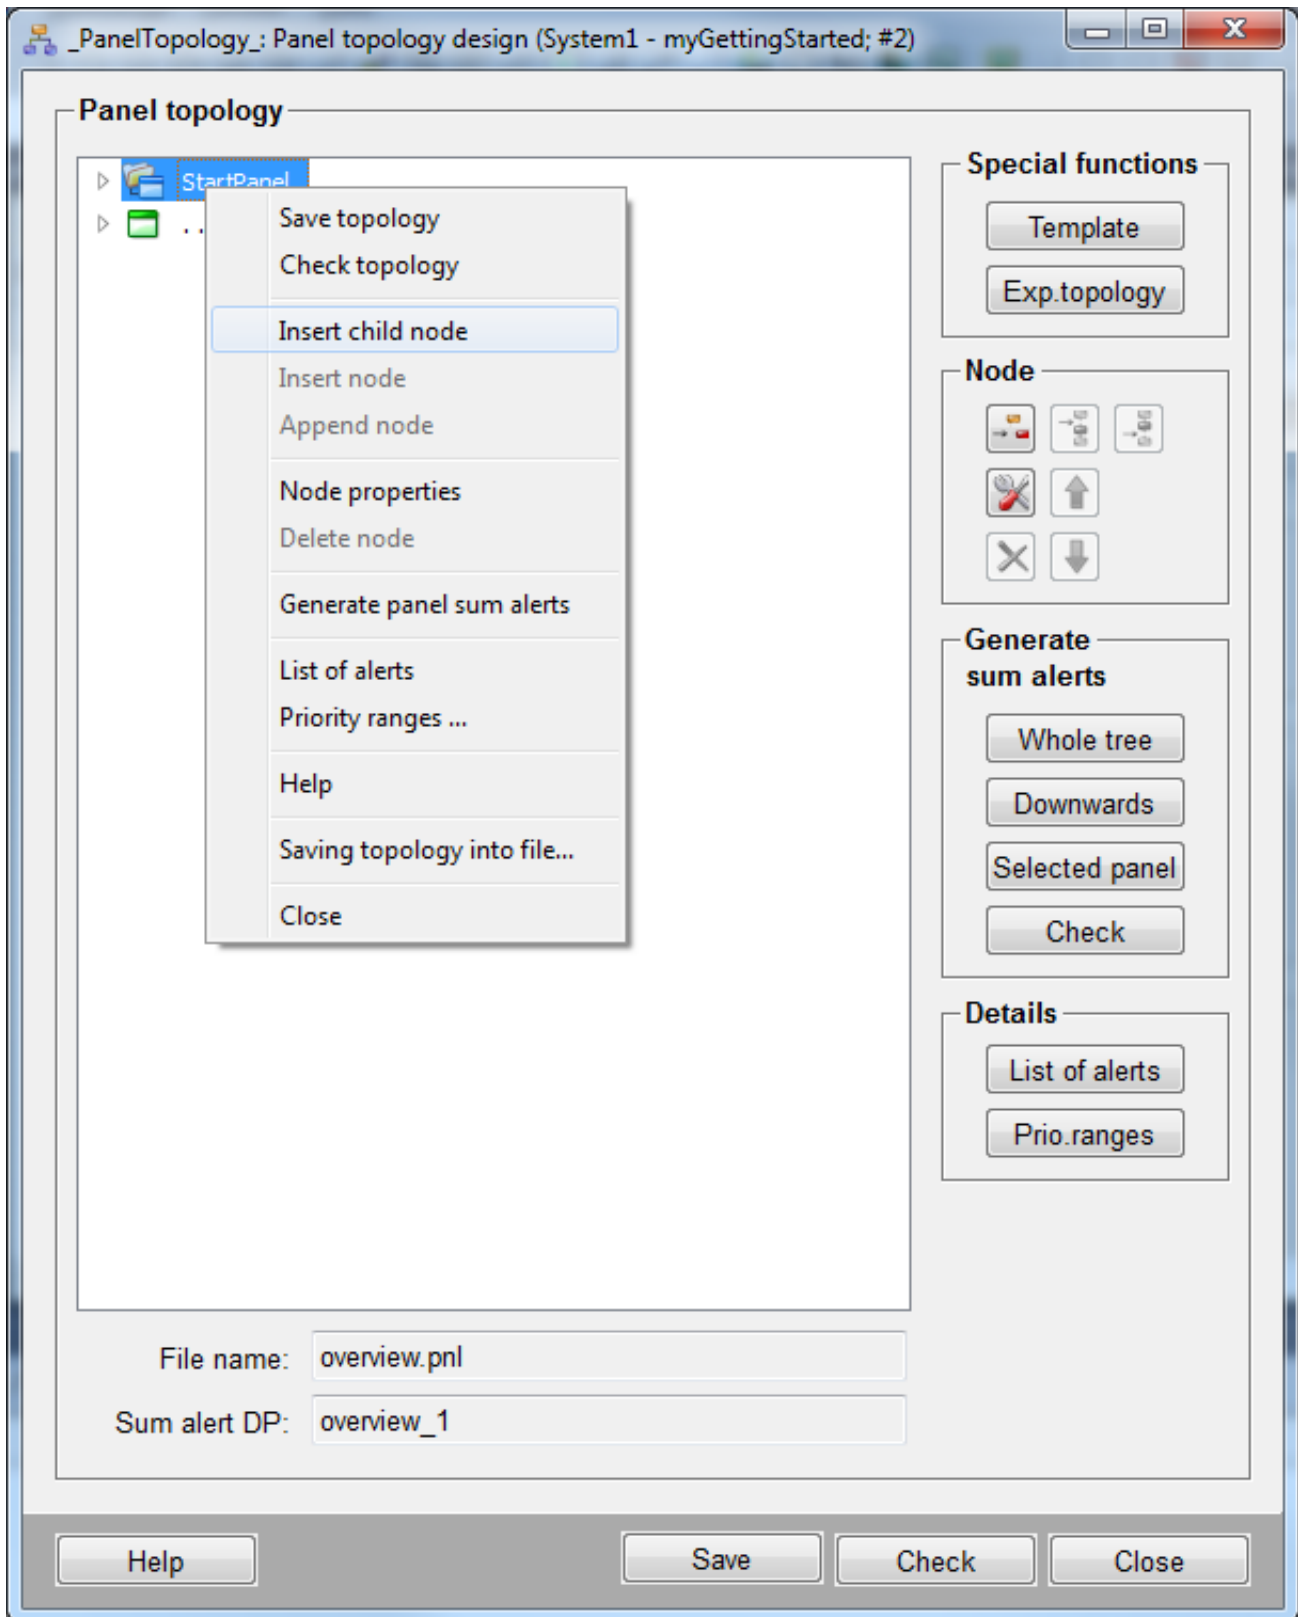 _PanelTopology_: Panel topology design (System1 - myGettingStarted; #2)
Panel topology
StartPanel
..
Save topology
Check topology
Insert child node
Insert node
Append node
Node properties
Delete node
Generate panel sum alerts
List of alerts
Priority ranges ...
Help
Saving topology into file...
Close
Special functions
Template
Exp.topology
Node
Generate
sum alerts
Whole tree
Downwards
Selected panel
Check
Details
List of alerts
Prio.ranges
File name: overview.pnl
Sum alert DP: overview_1
Help Save Check Close